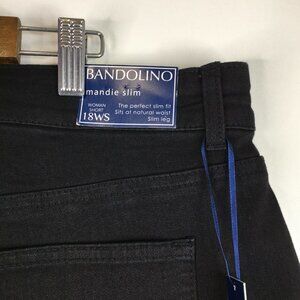 BANDOLINO
mandie slim
WOMAN
SHORT
18WS
The perfect slim fit
Sits at natural waist
Slim leg